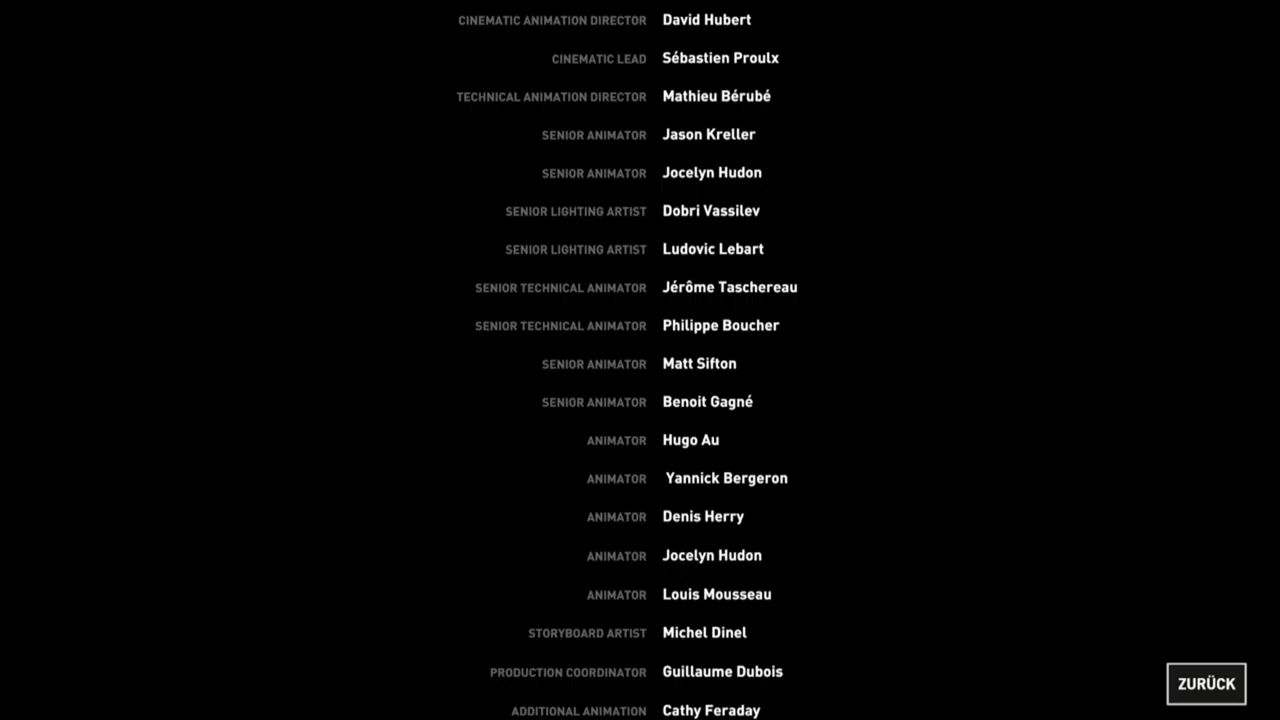 CINEMATIC ANIMATION DIRECTOR David Hubert
CINEMATIC LEAD Sébastien Proulx
TECHNICAL ANIMATION DIRECTOR Mathieu Bérubé
SENIOR ANIMATOR Jason Kreller
SENIOR ANIMATOR Jocelyn Hudon
SENIOR LIGHTING ARTIST Dobri Vassilev
SENIOR LIGHTING ARTIST Ludovic Lebart
SENIOR TECHNICAL ANIMATOR Jérôme Taschereau
SENIOR TECHNICAL ANIMATOR Philippe Boucher
SENIOR ANIMATOR Matt Sifton
SENIOR ANIMATOR Benoit Gagné
ANIMATOR Hugo Au
ANIMATOR Yannick Bergeron
ANIMATOR Denis Herry
ANIMATOR Jocelyn Hudon
ANIMATOR Louis Mousseau
STORYBOARD ARTIST Michel Dinel
PRODUCTION COORDINATOR Guillaume Dubois
ADDITIONAL ANIMATION Cathy Feraday
ZURÜCK